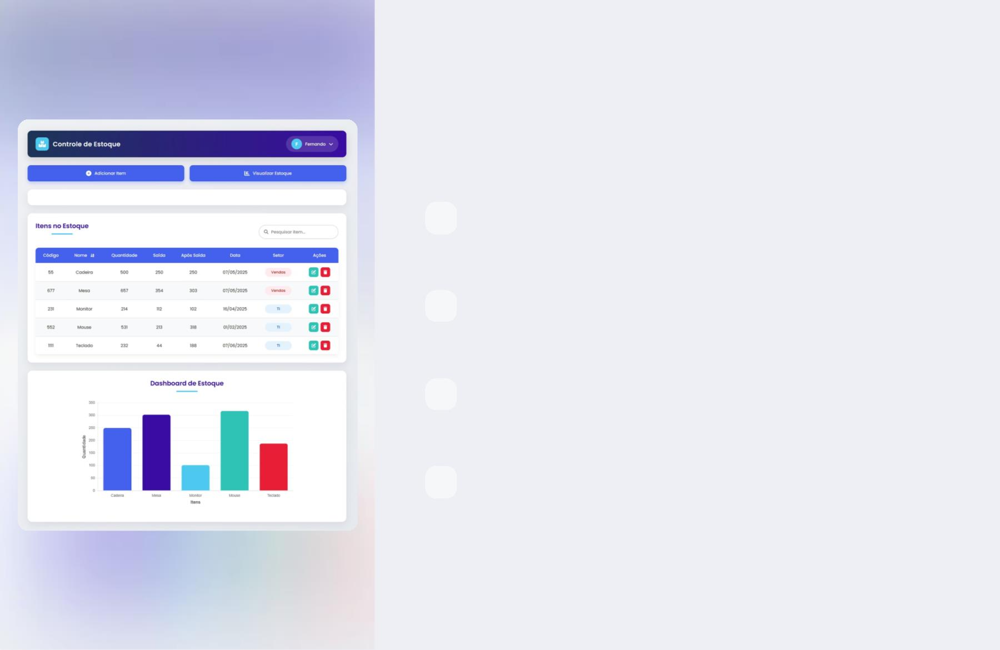 Controle de Estoque
F Fernando
Adicionar Item
Visualizar Estoque
Itens no Estoque
Pesquisar item...
Código Nome Quantidade Saída Após Saída Data Setor Ações
55 Cadeira 500 250 250 07/05/2025 Vendas
677 Mesa 657 354 303 07/05/2025 Vendas
231 Monitor 214 112 102 16/04/2025 TI
552 Mouse 531 213 318 01/02/2025 TI
1111 Teclado 232 44 188 07/06/2025 TI
Dashboard de Estoque
350
300
250
200
150
100
50
0
Quantidade
Cadeira Mesa Monitor Mouse Teclado
Itens